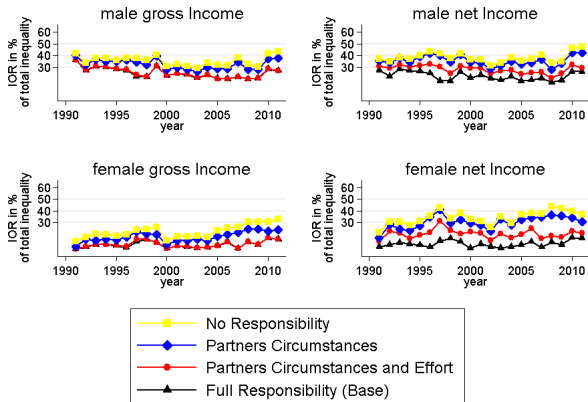 male gross Income
male net Income
IOR in %
of total inequality
60
50
40
30
1990
1995
2000
2005
2010
year
IOR in %
of total inequality
60
50
40
30
1990
1995
2000
2005
2010
year
female gross Income
female net Income
IOR in %
of total inequality
60
50
40
30
1990
1995
2000
2005
2010
year
IOR in %
of total inequality
60
50
40
30
1990
1995
2000
2005
2010
year
No Responsibility
Partners Circumstances
Partners Circumstances and Effort
Full Responsibility (Base)